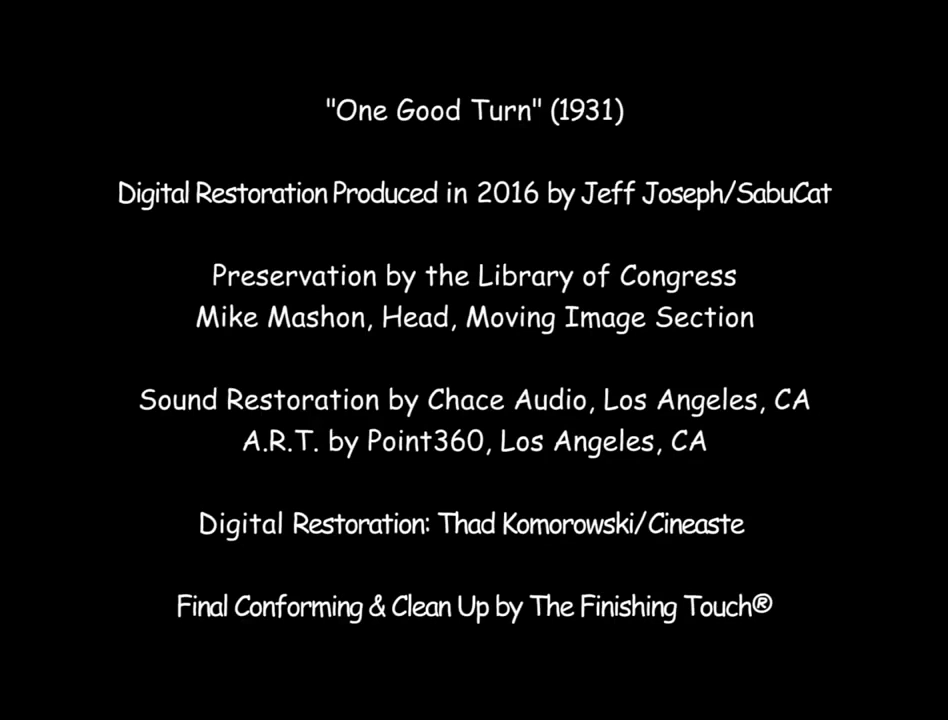 "One Good Turn" (1931)
Digital Restoration Produced in 2016 by Jeff Joseph/SabuCat
Preservation by the Library of Congress
Mike Mashon, Head, Moving Image Section
Sound Restoration by Chace Audio, Los Angeles, CA
A.R.T. by Point360, Los Angeles, CA
Digital Restoration: Thad Komorowski/Cineaste
Final Conforming & Clean Up by The Finishing Touch®